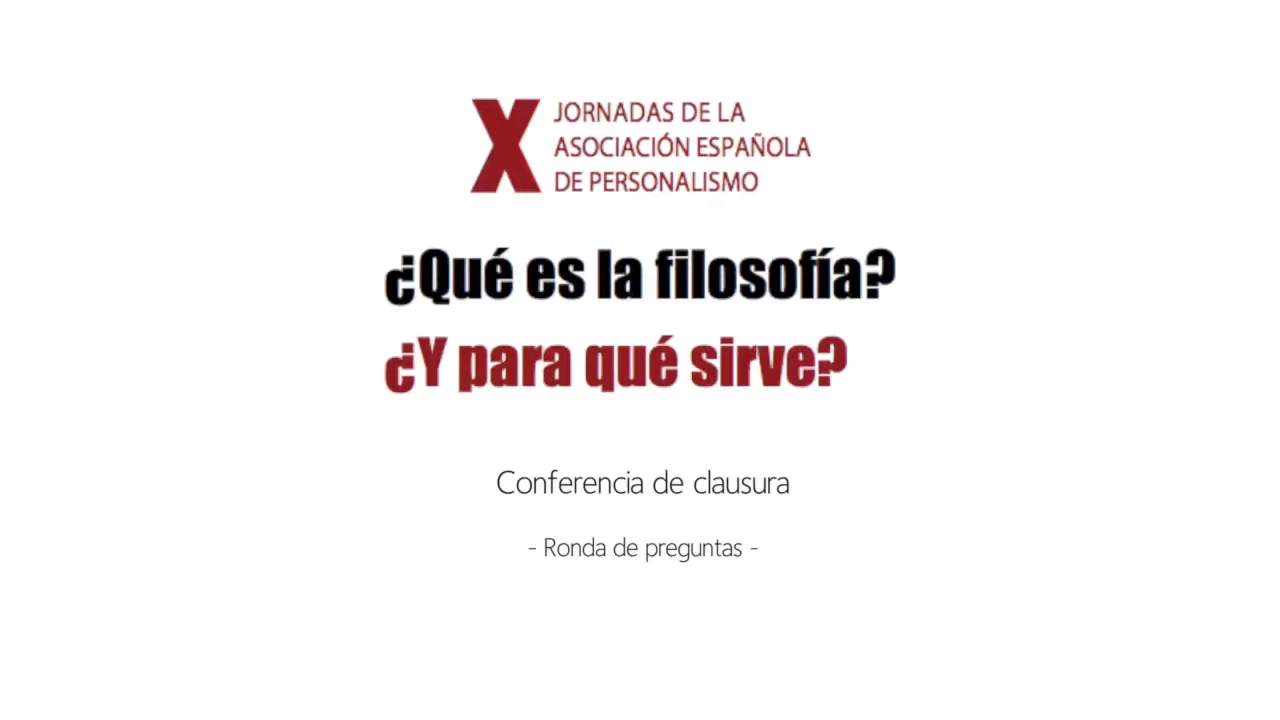 X JORNADAS DE LA
ASOCIACIÓN ESPAÑOLA
DE PERSONALISMO
¿Qué es la filosofía?
¿Y para qué sirve?
Conferencia de clausura
- Ronda de preguntas -